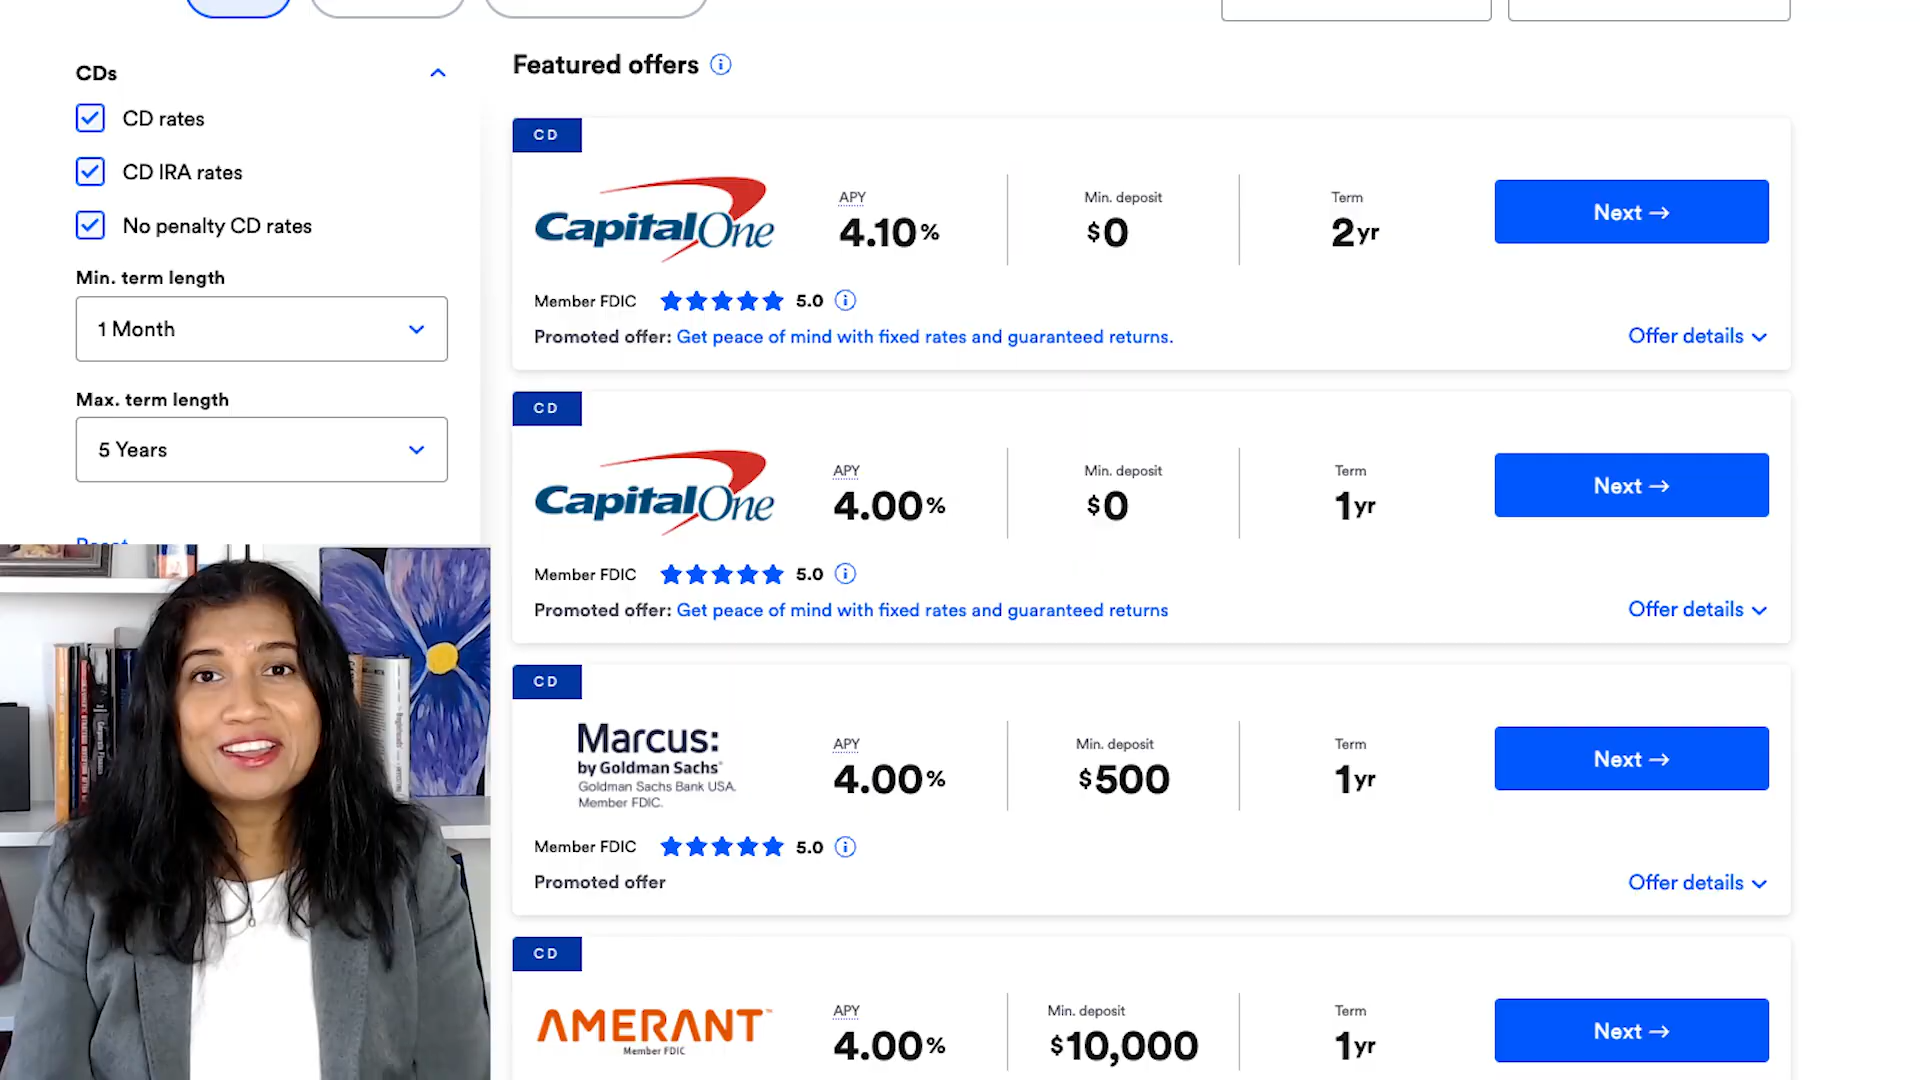 CDs
CD rates
CD IRA rates
No penalty CD rates
Min. term length
1 Month
Max. term length
5 Years
Featured offers
CD
Capital One
APY
4.10%
Min. deposit
$0
Term
2yr
Next →
Member FDIC 5.0
Promoted offer: Get peace of mind with fixed rates and guaranteed returns.
Offer details
CD
Capital One
APY
4.00%
Min. deposit
$0
Term
1yr
Next →
Member FDIC 5.0
Promoted offer: Get peace of mind with fixed rates and guaranteed returns
Offer details
CD
Marcus:
by Goldman Sachs
Goldman Sachs Bank USA.
Member FDIC.
APY
4.00%
Min. deposit
$500
Term
1yr
Next →
Member FDIC 5.0
Promoted offer
Offer details
CD
AMERANT™
Member FDIC
APY
4.00%
Min. deposit
$10,000
Term
1yr
Next →